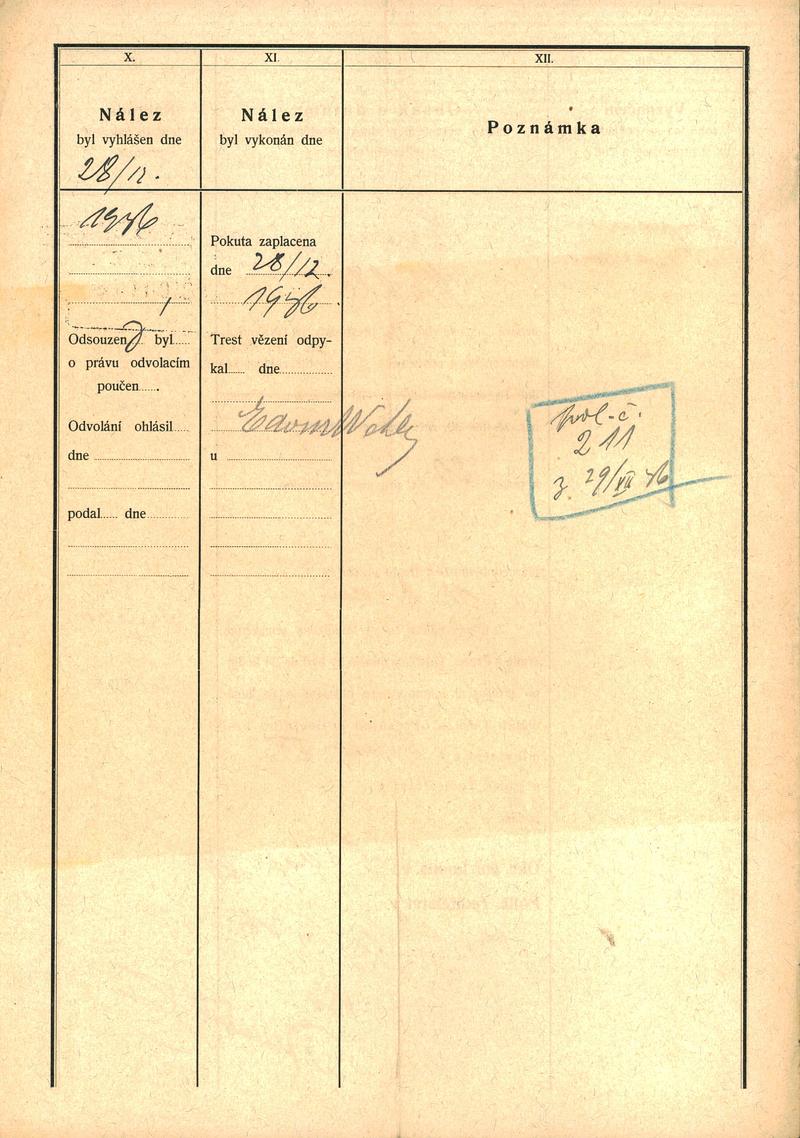 X.
Nález
byl vyhlášen dne
28/12.
1946
Odsouzen byl
o právu odvolacím
poučen
Odvolání ohlásil
dne
podal dne
XI.
Nález
byl vykonán dne
Pokuta zaplacena
dne 28/12.
1946.
Trest vězení odpy-
kal dne
u
XII.
Poznámka
pol. č.
211
z 29/XII 46